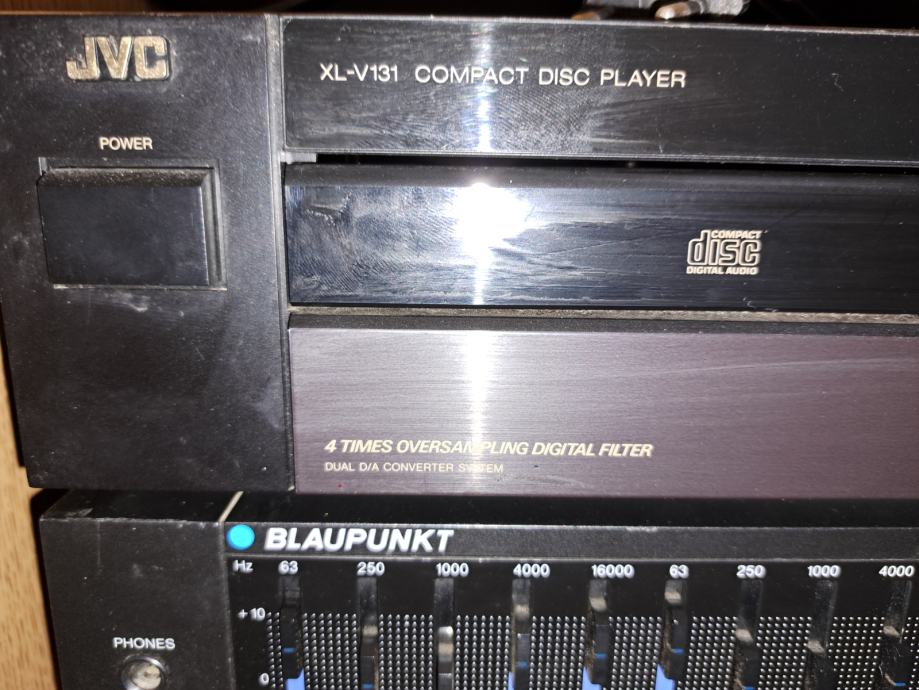 JVC
XL-V131 COMPACT DISC PLAYER
POWER
COMPACT
disc
DIGITAL AUDIO
4 TIMES OVERSAMPLING DIGITAL FILTER
DUAL D/A CONVERTER SYSTEM
BLAUPUNKT
Hz 63 250 1000 4000 16000 63 250 1000 4000
+10
PHONES
0